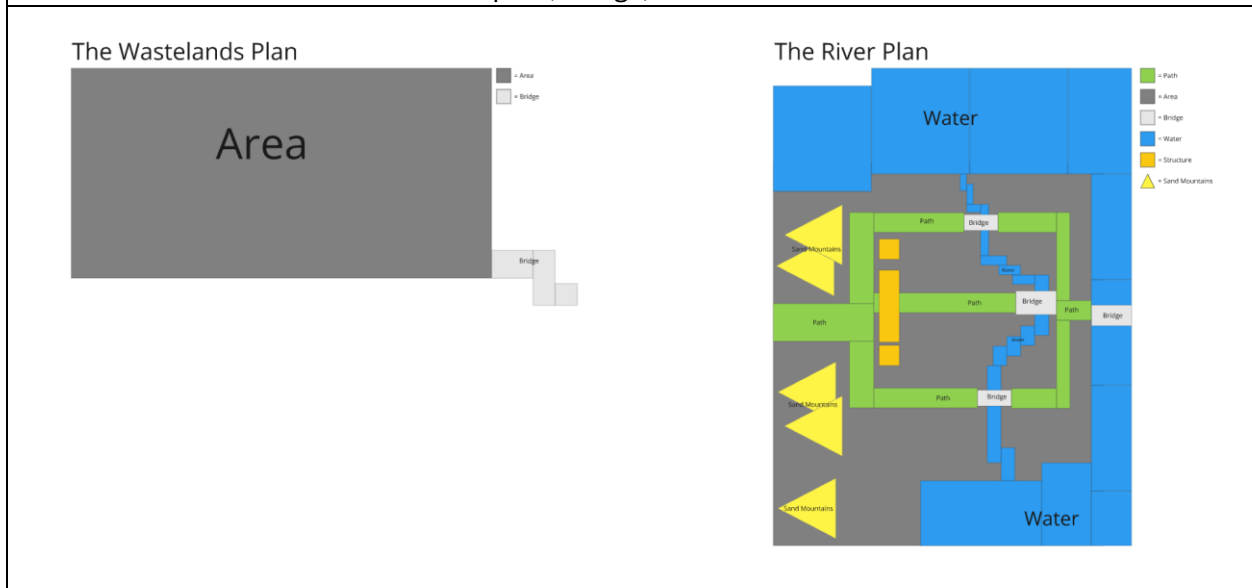 The Wastelands Plan
= Area
= Bridge
Area
Bridge
The River Plan
= Path
= Area
= Bridge
= Water
= Structure
= Sand Mountains
Water
Path
Bridge
Sand Mountains
Path
Bridge
Path
Path
Bridge
Sand Mountains
Path
Bridge
Sand Mountains
Water